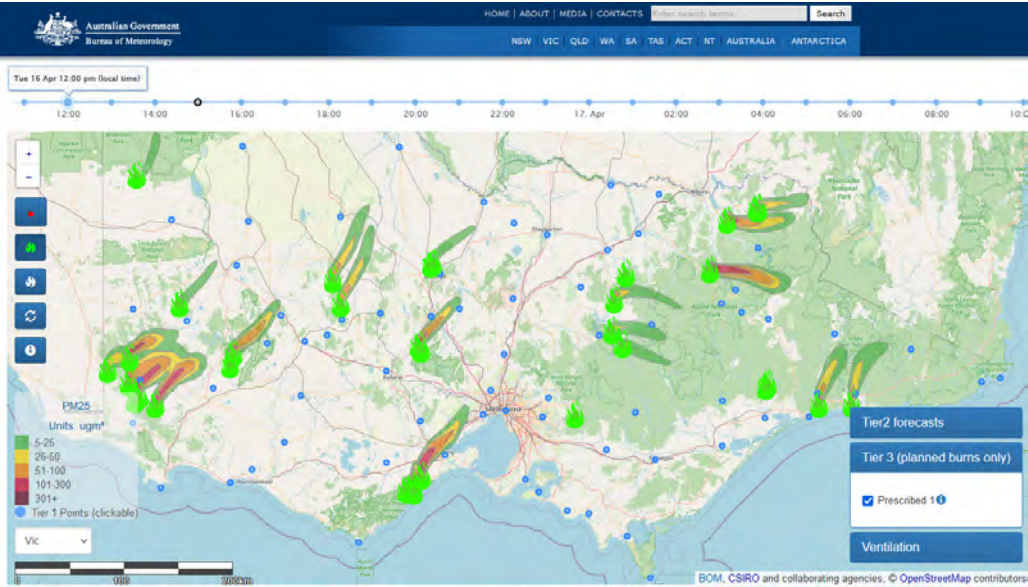 HOME | ABOUT | MEDIA | CONTACTS Enter search terms Search
Australian Government
Bureau of Meteorology
NSW VIC QLD WA SA TAS ACT NT AUSTRALIA ANTARCTICA
Tue 16 Apr 12:00 pm (local time)
12:00 14:00 16:00 18:00 20:00 22:00 17. Apr 02:00 04:00 06:00 08:00 10:0
+
−
Shepparton
Ballarat
Melbourne
Warrnambool
PM25
Units: ugm³
5-25
26-50
51-100
101-300
301+
Tier 1 Points (clickable)
Vic
0 100 200km
Tier2 forecasts
Tier 3 (planned burns only)
Prescribed 1
Ventilation
BOM, CSIRO and collaborating agencies, © OpenStreetMap contributors